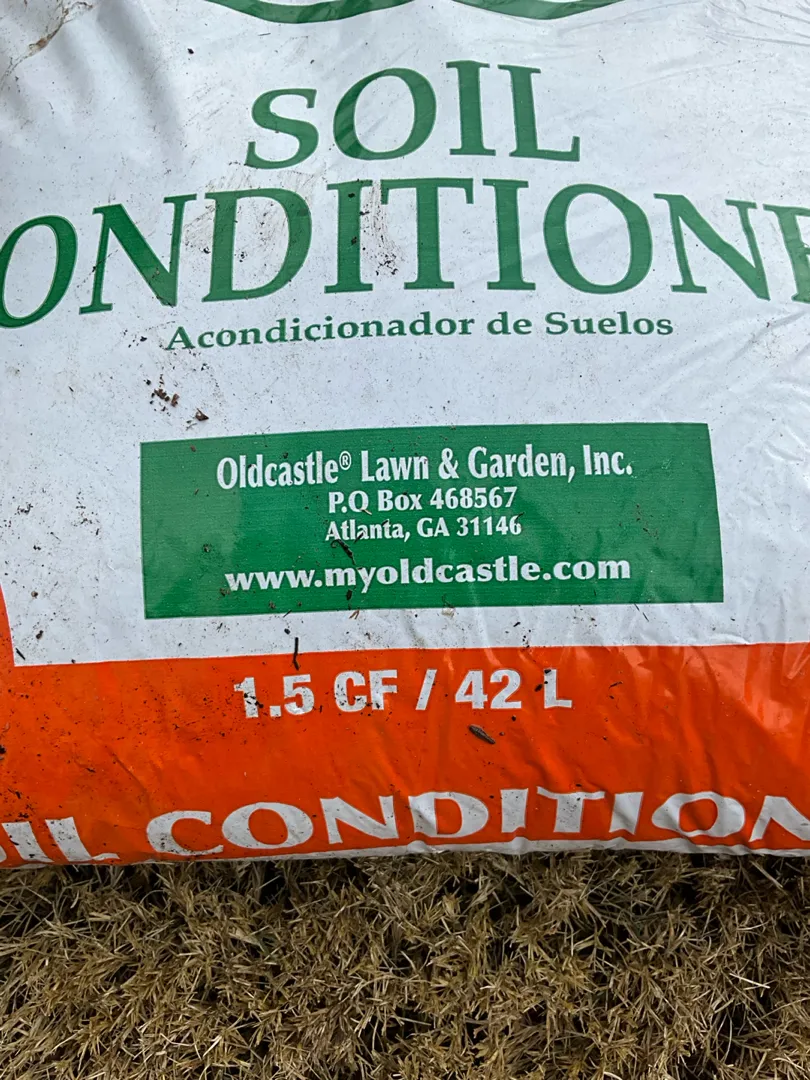 SOIL
ONDITIONE
Acondicionador de Suelos
Oldcastle® Lawn & Garden, Inc.
P.O Box 468567
Atlanta, GA 31146
www.myoldcastle.com
1.5 CF / 42 L
OIL CONDITION